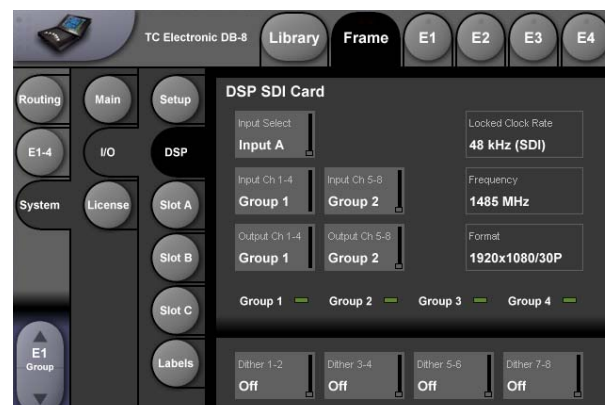 TC Electronic DB-8
Library
Frame
E1
E2
E3
E4
Routing
Main
Setup
E1-4
I/O
DSP
System
License
Slot A
Slot B
Slot C
Labels
E1
Group
DSP SDI Card
Input Select
Input A
Locked Clock Rate
48 kHz (SDI)
Input Ch 1-4
Group 1
Input Ch 5-8
Group 2
Frequency
1485 MHz
Output Ch 1-4
Group 1
Output Ch 5-8
Group 2
Format
1920x1080/30P
Group 1
Group 2
Group 3
Group 4
Dither 1-2
Off
Dither 3-4
Off
Dither 5-6
Off
Dither 7-8
Off